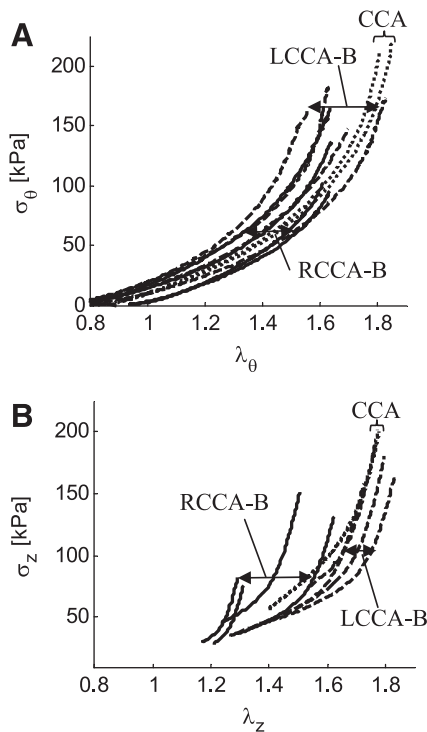 A
CCA
LCCA-B
200
150
100
50
0
σθ [kPa]
RCCA-B
0.8 1 1.2 1.4 1.6 1.8
λθ
B
CCA
200
RCCA-B
150
100
50
σz [kPa]
LCCA-B
0.8 1 1.2 1.4 1.6 1.8
λz